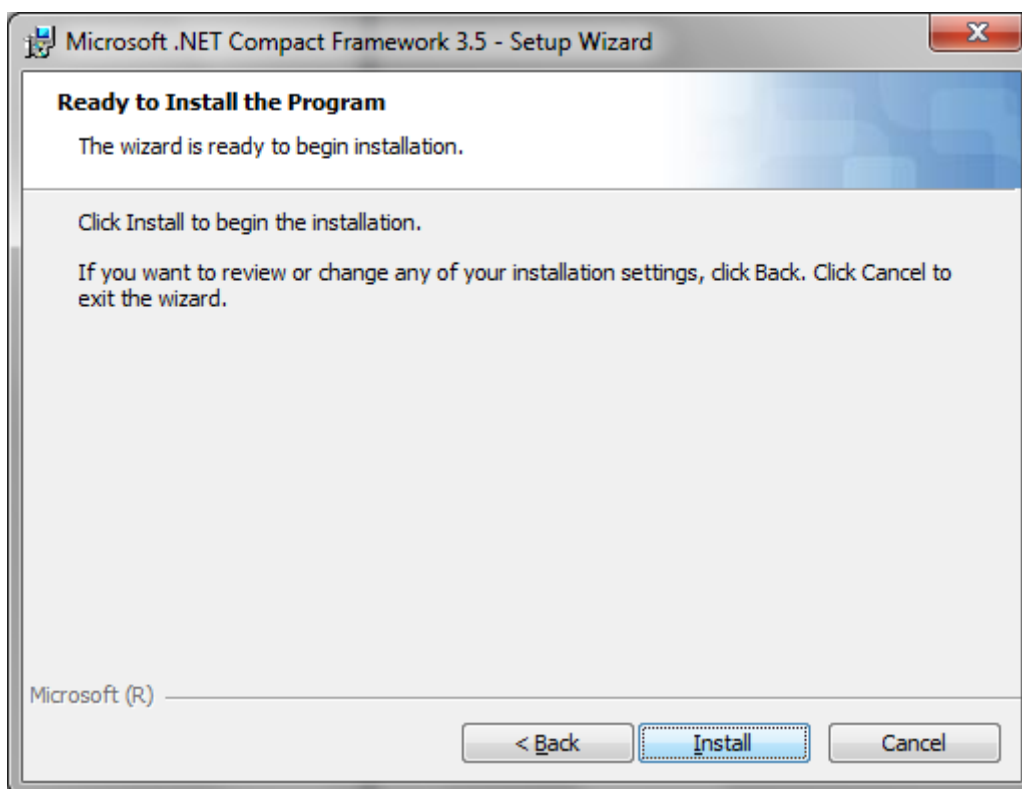 Microsoft .NET Compact Framework 3.5 - Setup Wizard
Ready to Install the Program
The wizard is ready to begin installation.
Click Install to begin the installation.
If you want to review or change any of your installation settings, click Back. Click Cancel to
exit the wizard.
Microsoft (R)
< Back Install Cancel